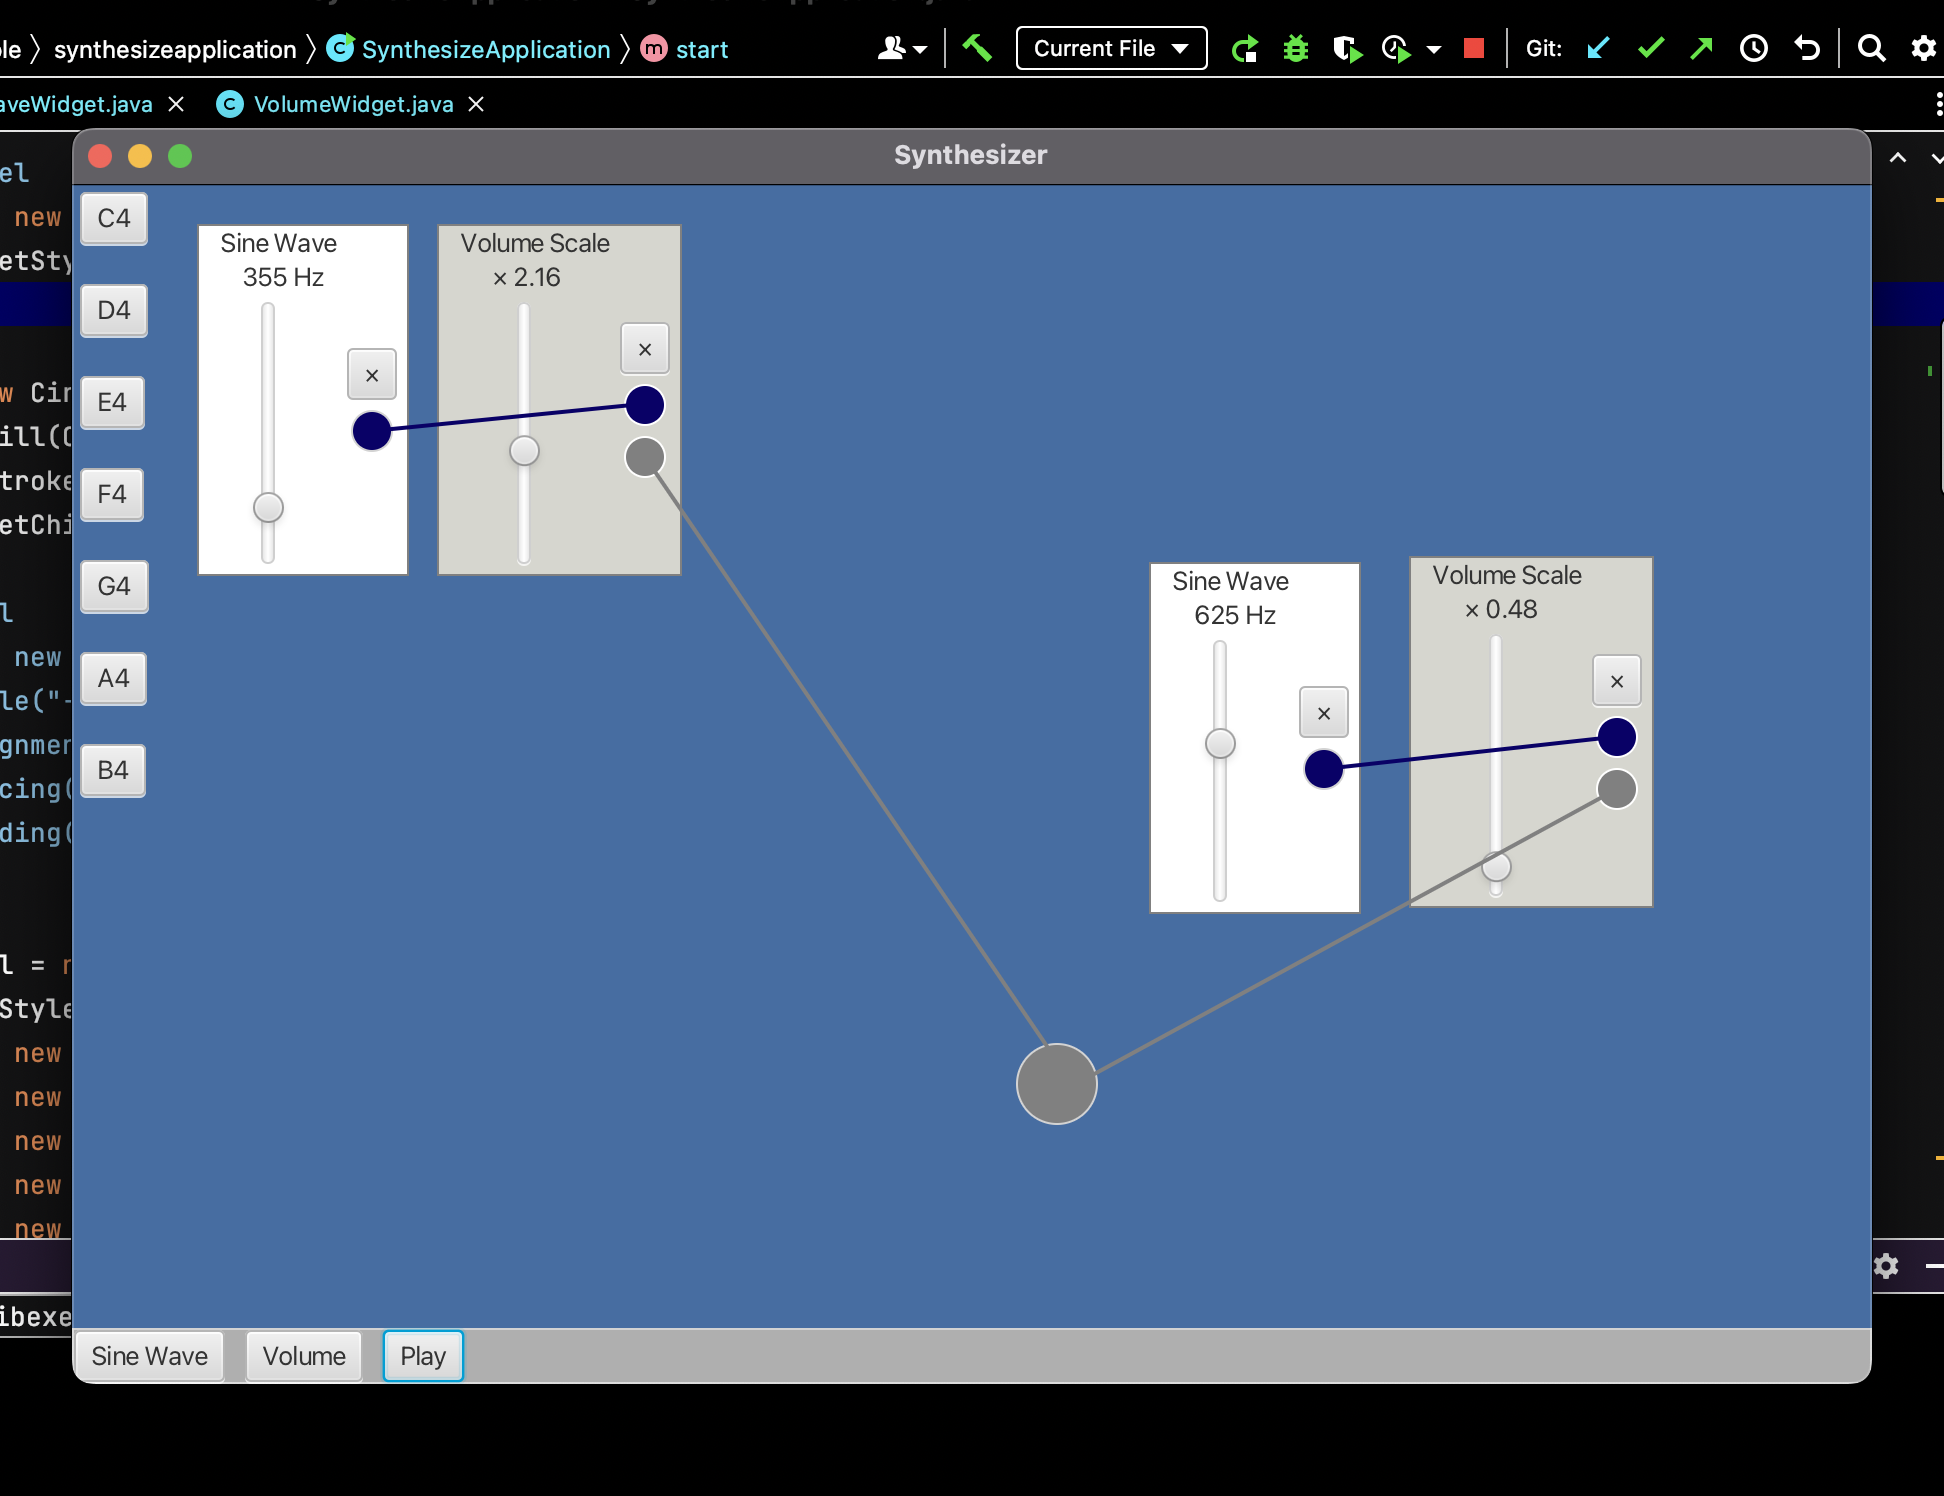 synthesizeapplication SynthesizeApplication m start Current File Git:
aveWidget.java C VolumeWidget.java
Synthesizer
C4
D4
E4
F4
G4
A4
B4
Sine Wave
355 Hz
×
Volume Scale
× 2.16
×
Sine Wave
625 Hz
×
Volume Scale
× 0.48
×
el
new
etSty
w Cir
ill(
troke
etChi
l
new
le("-
gnmen
cing(
ding(
l =
Style
new
new
new
new
new
ibexe
Sine Wave Volume Play